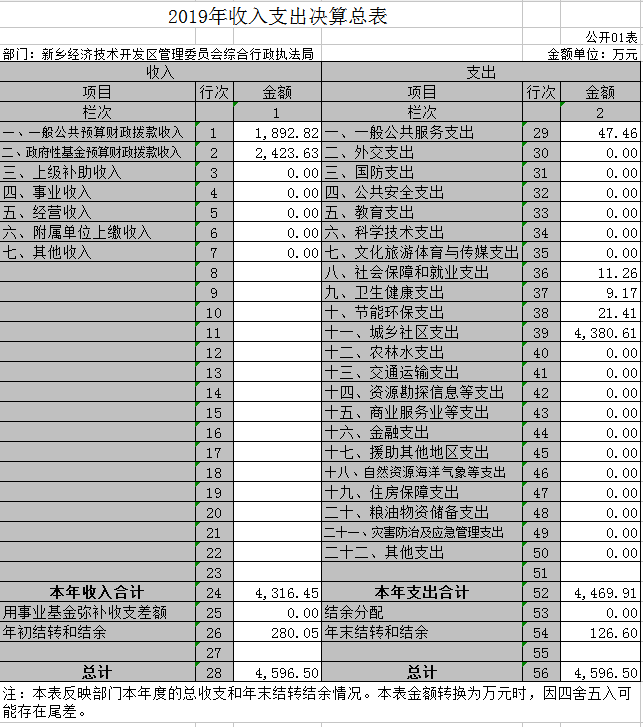 2019年收入支出决算总表
公开01表
部门：新乡经济技术开发区管理委员会综合行政执法局 金额单位：万元
收入 支出
项目 行次 金额 项目 行次 金额
栏次 1 栏次 2
一、一般公共预算财政拨款收入 1 1,892.82 一、一般公共服务支出 29 47.46
二、政府性基金预算财政拨款收入 2 2,423.63 二、外交支出 30 0.00
三、上级补助收入 3 0.00 三、国防支出 31 0.00
四、事业收入 4 0.00 四、公共安全支出 32 0.00
五、经营收入 5 0.00 五、教育支出 33 0.00
六、附属单位上缴收入 6 0.00 六、科学技术支出 34 0.00
七、其他收入 7 0.00 七、文化旅游体育与传媒支出 35 0.00
8 八、社会保障和就业支出 36 11.26
9 九、卫生健康支出 37 9.17
10 十、节能环保支出 38 21.41
11 十一、城乡社区支出 39 4,380.61
12 十二、农林水支出 40 0.00
13 十三、交通运输支出 41 0.00
14 十四、资源勘探信息等支出 42 0.00
15 十五、商业服务业等支出 43 0.00
16 十六、金融支出 44 0.00
17 十七、援助其他地区支出 45 0.00
18 十八、自然资源海洋气象等支出 46 0.00
19 十九、住房保障支出 47 0.00
20 二十、粮油物资储备支出 48 0.00
21 二十一、灾害防治及应急管理支出 49 0.00
22 二十二、其他支出 50 0.00
23 51
本年收入合计 24 4,316.45 本年支出合计 52 4,469.91
用事业基金弥补收支差额 25 0.00 结余分配 53 0.00
年初结转和结余 26 280.05 年末结转和结余 54 126.60
27 55
总计 28 4,596.50 总计 56 4,596.50
注：本表反映部门本年度的总收支和年末结转结余情况。本表金额转换为万元时，因四舍五入可
能存在尾差。